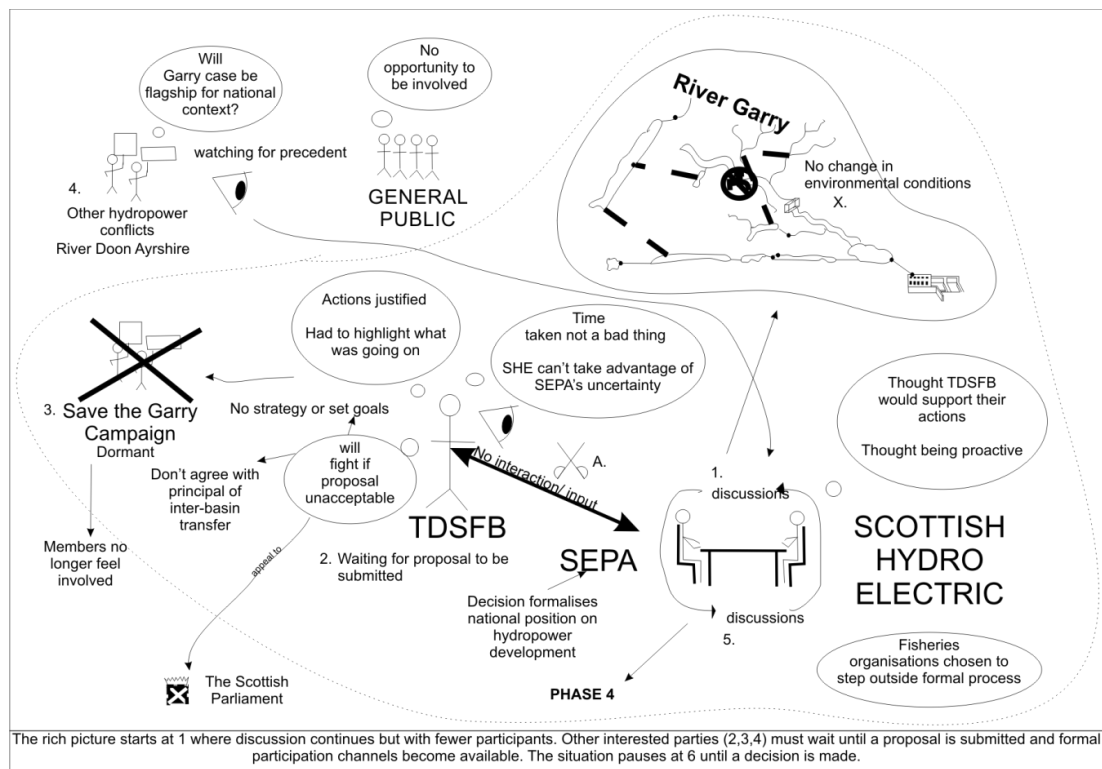 Will
Garry case be
flagship for national
context?
No
opportunity to
be involved
watching for precedent
4.
Other hydropower
conflicts
River Doon Ayrshire
GENERAL
PUBLIC
River Garry
No change in
environmental conditions
X.
Actions justified
Had to highlight what
was going on
Time
taken not a bad thing
SHE can't take advantage of
SEPA's uncertainty
3. Save the Garry
Campaign
Dormant
No strategy or set goals
Don't agree with
principal of
inter-basin
transfer
will
fight if
proposal
unacceptable
Members no
longer feel
involved
appeal to
The Scottish
Parliament
No interaction/ input
A.
TDSFB
2. Waiting for proposal to be
submitted
SEPA
Decision formalises
national position on
hydropower
development
1.
discussions
discussions
5.
PHASE 4
Thought TDSFB
would support their
actions
Thought being proactive
SCOTTISH
HYDRO
ELECTRIC
Fisheries
organisations chosen to
step outside formal process
The rich picture starts at 1 where discussion continues but with fewer participants. Other interested parties (2,3,4) must wait until a proposal is submitted and formal
participation channels become available. The situation pauses at 6 until a decision is made.